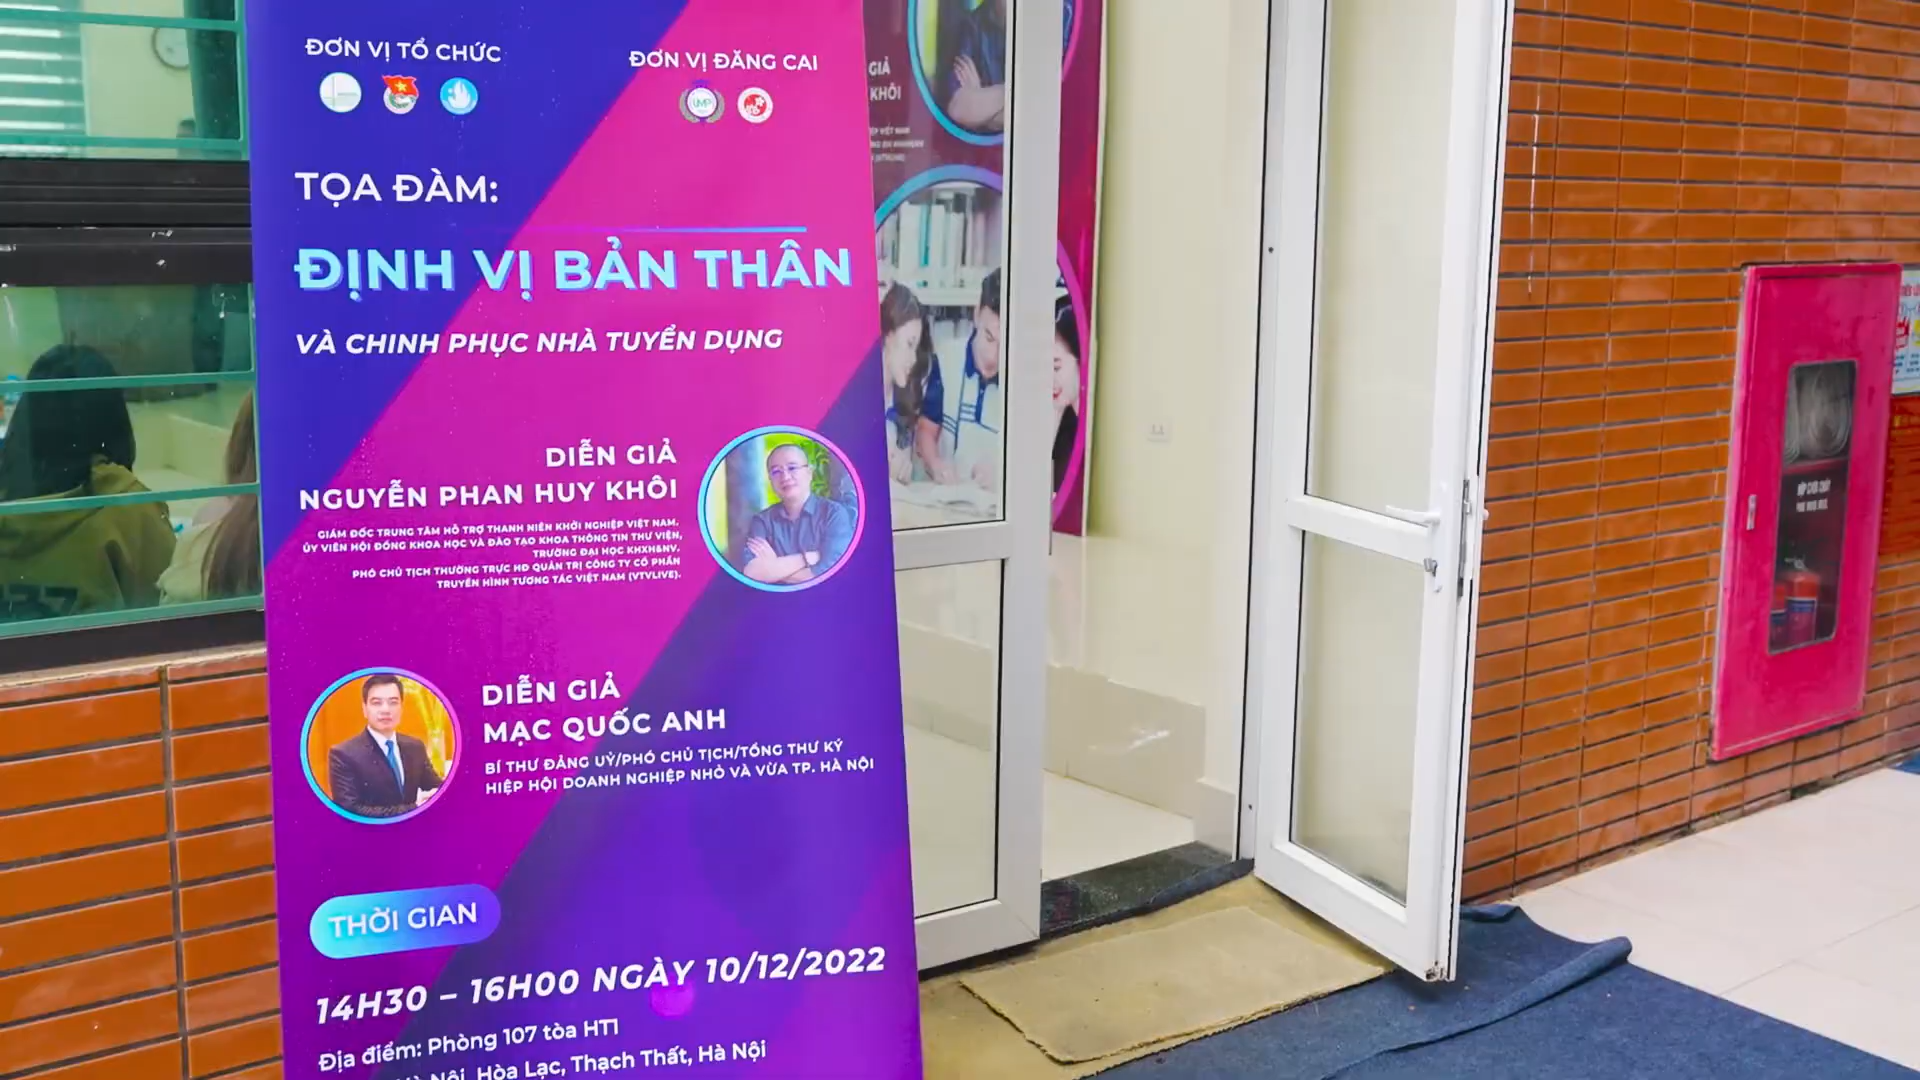 ĐƠN VỊ TỔ CHỨC
ĐƠN VỊ ĐĂNG CAI
UMP
TỌA ĐÀM:
ĐỊNH VỊ BẢN THÂN
VÀ CHINH PHỤC NHÀ TUYỂN DỤNG
DIỄN GIẢ
NGUYỄN PHAN HUY KHÔI
GIÁM ĐỐC TRUNG TÂM HỖ TRỢ THANH NIÊN KHỞI NGHIỆP VIỆT NAM.
ỦY VIÊN HỘI ĐỒNG KHOA HỌC VÀ ĐÀO TẠO KHOA THÔNG TIN THƯ VIỆN,
TRƯỜNG ĐẠI HỌC KHXH&NV.
PHÓ CHỦ TỊCH THƯỜNG TRỰC HĐ QUẢN TRỊ CÔNG TY CỔ PHẦN
TRUYỀN HÌNH TƯƠNG TÁC VIỆT NAM (VTVLIVE).
DIỄN GIẢ
MẠC QUỐC ANH
BÍ THƯ ĐẢNG UỶ/PHÓ CHỦ TỊCH/TỔNG THƯ KÝ
HIỆP HỘI DOANH NGHIỆP NHỎ VÀ VỪA TP. HÀ NỘI
THỜI GIAN
14H30 – 16H00 NGÀY 10/12/2022
Địa điểm: Phòng 107 tòa HT1
Nội, Hòa Lạc, Thạch Thất, Hà Nội
GIẢ
KHÔI
VIỆT NAM